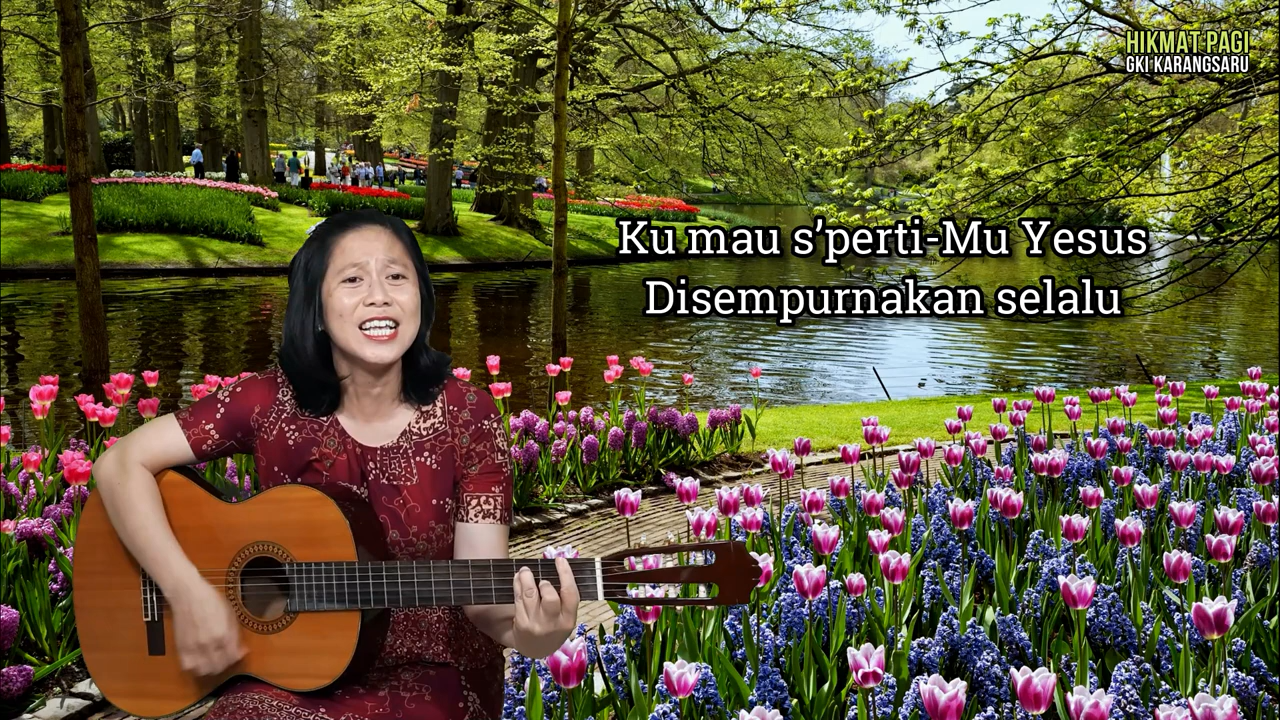 HIKMAT PAGI
GKI KARANGSARU
Ku mau s’perti-Mu Yesus
Disempurnakan selalu